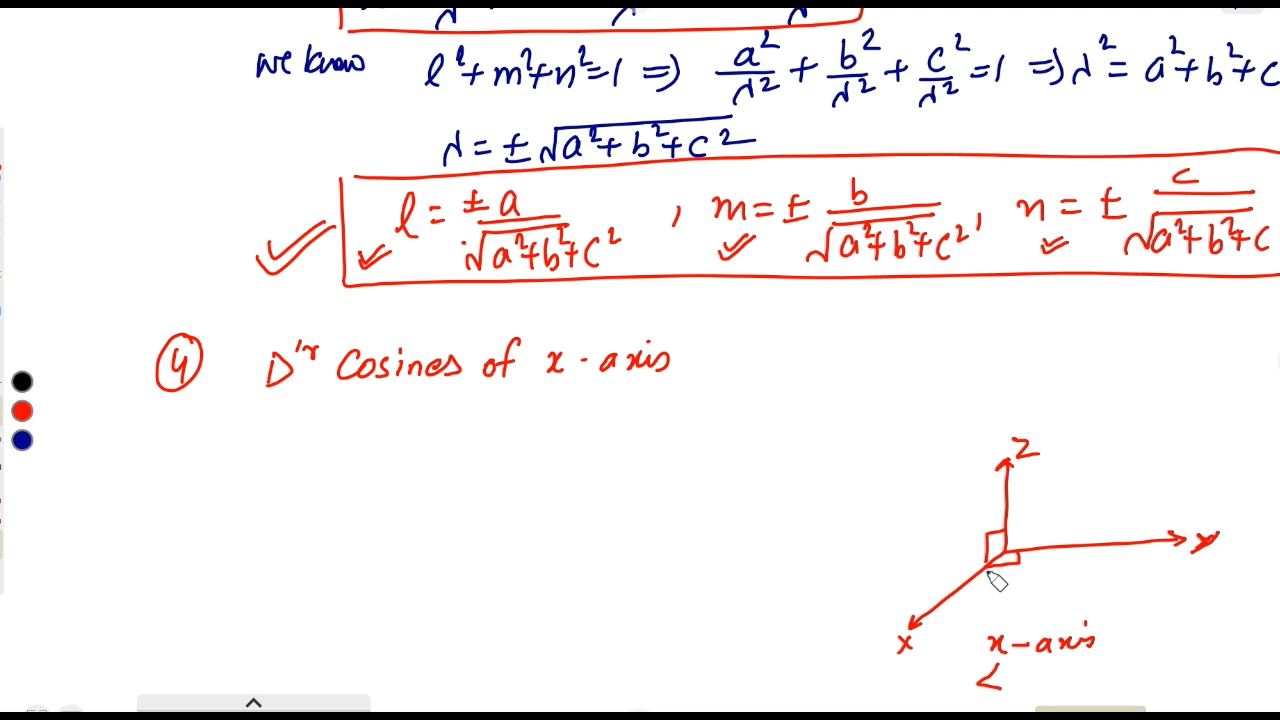 we know l²+m²+n²=1 ⇒) a²/λ² + b²/λ² + c²/λ² =1 ⇒) λ² = a²+b²+c
λ = ± √a²+b²+c²
l = ±a/√a²+b²+c² , m = ± b/√a²+b²+c² , n = ± c/√a²+b²+c
④ D'r Cosines of x-axis
Z
y
x
x-axis
<